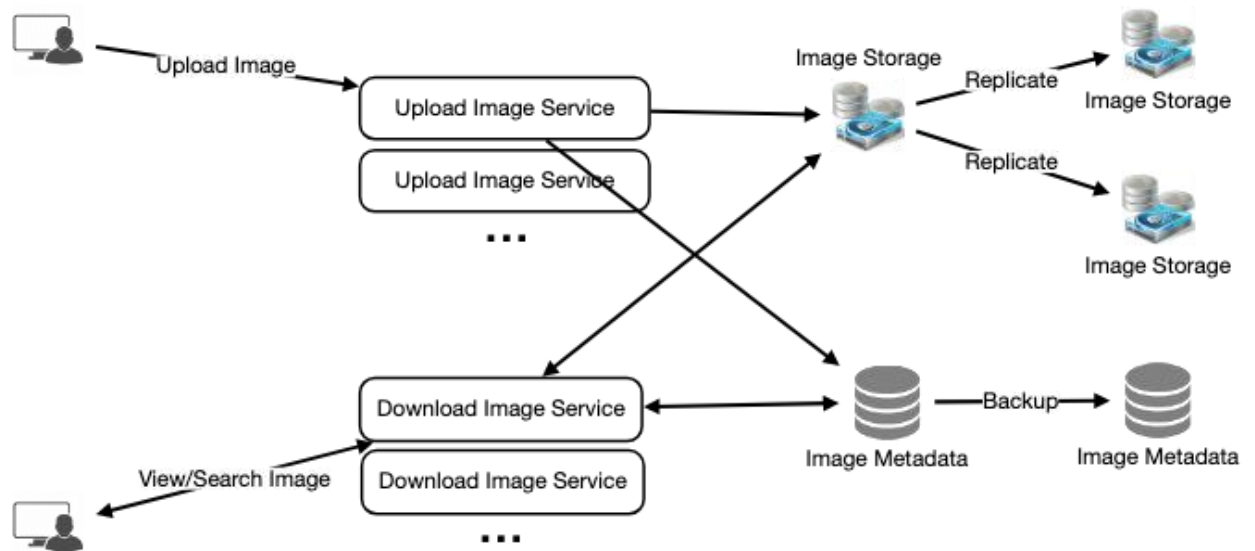 Upload Image
Image Storage
Replicate
Image Storage
Upload Image Service
Replicate
Upload Image Service
...
Image Storage
Download Image Service
Backup
Image Metadata
Image Metadata
View/Search Image
Download Image Service
...